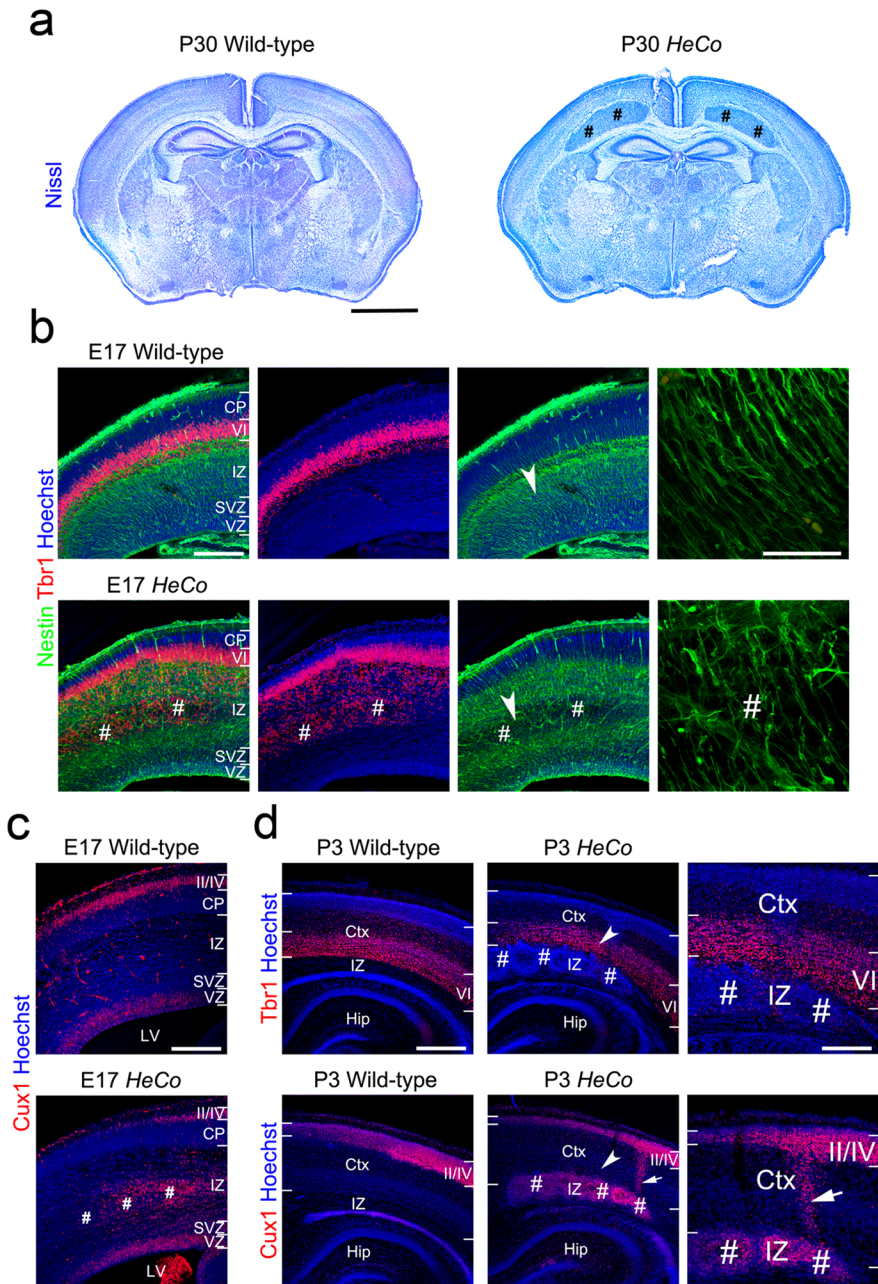 a
P30 Wild-type
P30 HeCo
Nissl
#
#
#
#
b
E17 Wild-type
Nestin Tbr1 Hoechst
CP
VI
IZ
SVZ
VZ
E17 HeCo
CP
VI
IZ
SVZ
VZ
#
#
#
#
#
#
#
c
E17 Wild-type
Cux1 Hoechst
II/IV
CP
IZ
SVZ
VZ
LV
E17 HeCo
II/IV
CP
IZ
SVZ
VZ
LV
#
#
#
d
P3 Wild-type
P3 HeCo
Tbr1 Hoechst
Ctx
IZ
VI
Hip
Ctx
# # IZ #
VI
Hip
Ctx
VI
# IZ #
P3 Wild-type
P3 HeCo
Cux1 Hoechst
Ctx
II/IV
IZ
Hip
Ctx
II/IV
# IZ # #
Hip
II/IV
Ctx
# IZ #